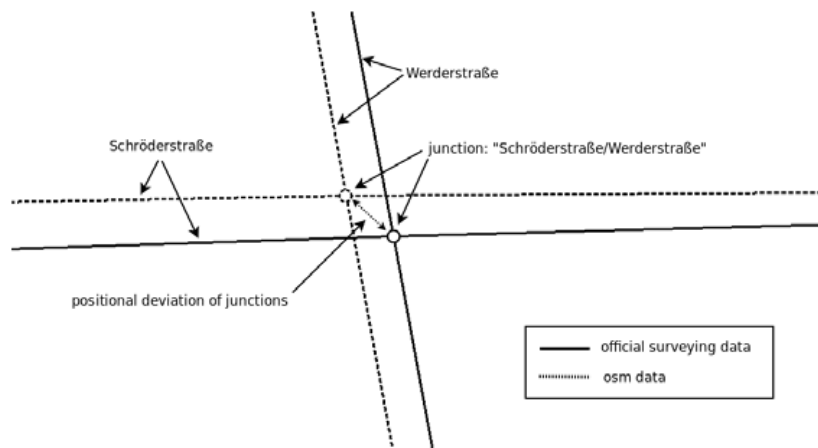 Werderstraße
Schröderstraße
junction: "Schröderstraße/Werderstraße"
positional deviation of junctions
official surveying data
osm data